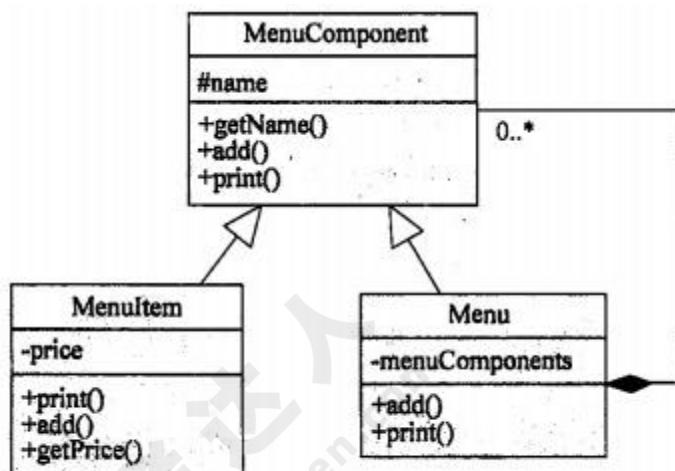 MenuComponent
#name
+getName()
+add()
+print()
0..*
MenuItem
-price
+print()
+add()
+getPrice()
Menu
-menuComponents
+add()
+print()